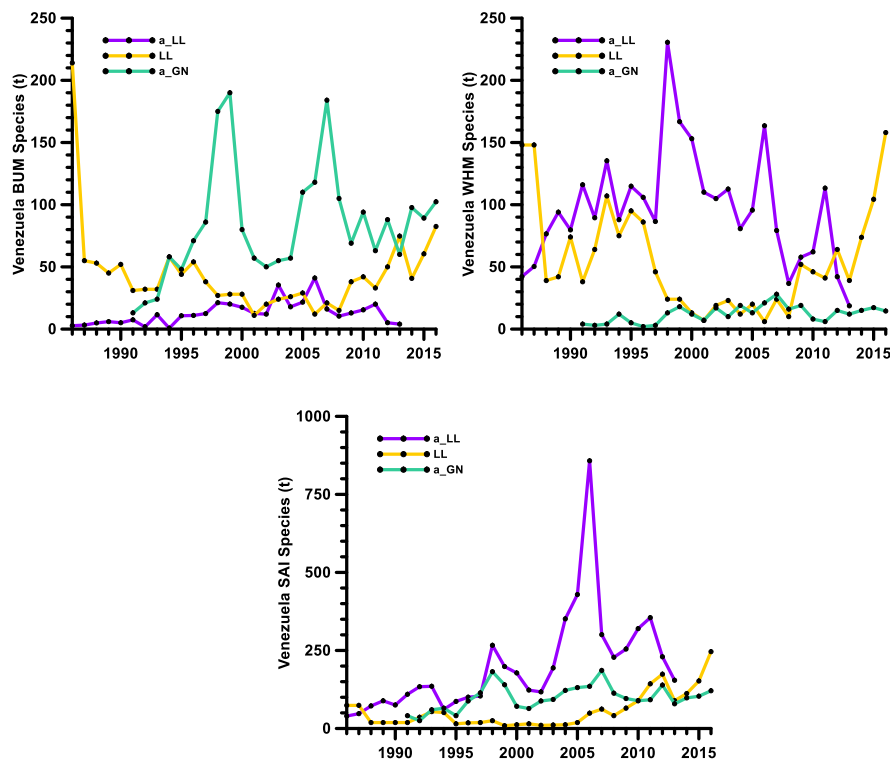 Venezuela BUM Species (t)
250
200
150
100
50
0
a_LL
LL
a_GN
1990 1995 2000 2005 2010 2015
Venezuela WHM Species (t)
250
200
150
100
50
0
a_LL
LL
a_GN
1990 1995 2000 2005 2010 2015
Venezuela SAI Species (t)
1000
750
500
250
0
a_LL
LL
a_GN
1990 1995 2000 2005 2010 2015